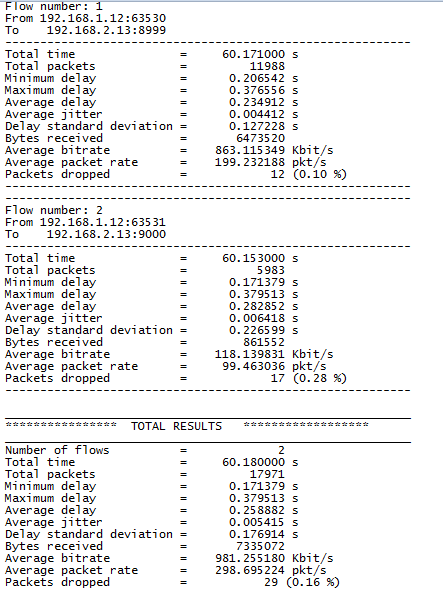 Flow number: 1
From 192.168.1.12:63530
To    192.168.2.13:8999
----------------------------------------------------------
Total time               =     60.171000 s
Total packets            =         11988
Minimum delay            =      0.206542 s
Maximum delay            =      0.376556 s
Average delay            =      0.234912 s
Average jitter           =      0.004412 s
Delay standard deviation =      0.127228 s
Bytes received           =       6473520
Average bitrate          =    863.115349 Kbit/s
Average packet rate      =    199.232188 pkt/s
Packets dropped          =            12 (0.10 %)
----------------------------------------------------------
----------------------------------------------------------
Flow number: 2
From 192.168.1.12:63531
To    192.168.2.13:9000
----------------------------------------------------------
Total time               =     60.153000 s
Total packets            =          5983
Minimum delay            =      0.171379 s
Maximum delay            =      0.379513 s
Average delay            =      0.282852 s
Average jitter           =      0.006418 s
Delay standard deviation =      0.226599 s
Bytes received           =        861552
Average bitrate          =    118.139831 Kbit/s
Average packet rate      =     99.463036 pkt/s
Packets dropped          =            17 (0.28 %)
----------------------------------------------------------
__________________________________________________________
****************  TOTAL RESULTS   ******************
__________________________________________________________
Number of flows          =             2
Total time               =     60.180000 s
Total packets            =         17971
Minimum delay            =      0.171379 s
Maximum delay            =      0.379513 s
Average delay            =      0.258882 s
Average jitter           =      0.005415 s
Delay standard deviation =      0.176914 s
Bytes received           =       7335072
Average bitrate          =    981.255180 Kbit/s
Average packet rate      =    298.695224 pkt/s
Packets dropped          =            29 (0.16 %)